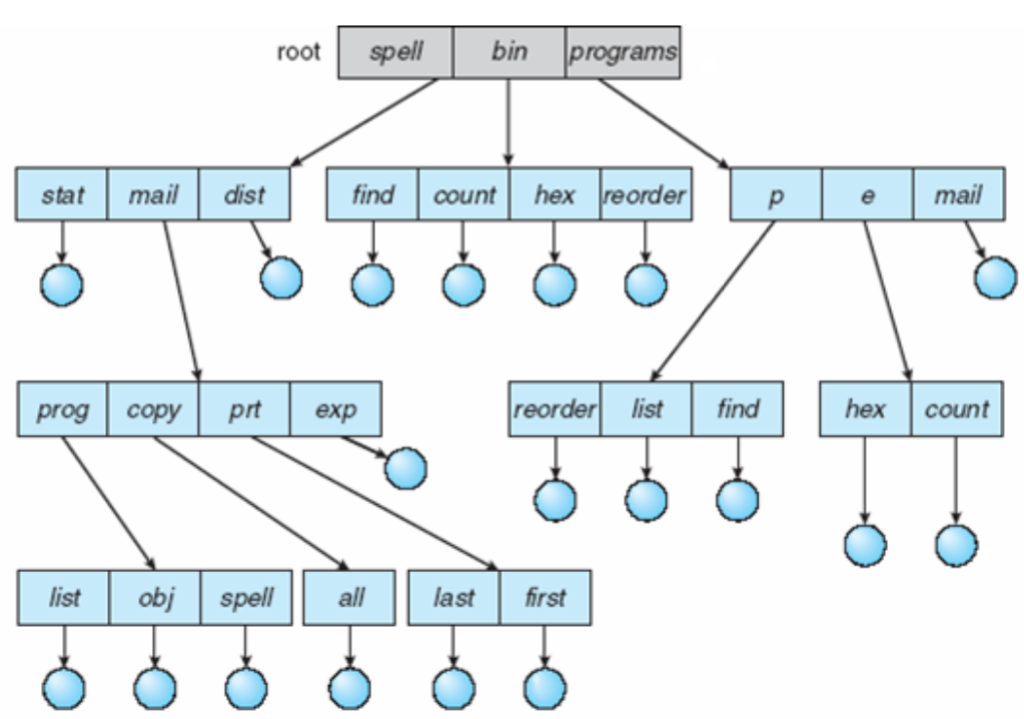 root spell bin programs
stat mail dist find count hex reorder p e mail
prog copy prt exp reorder list find hex count
list obj spell all last first